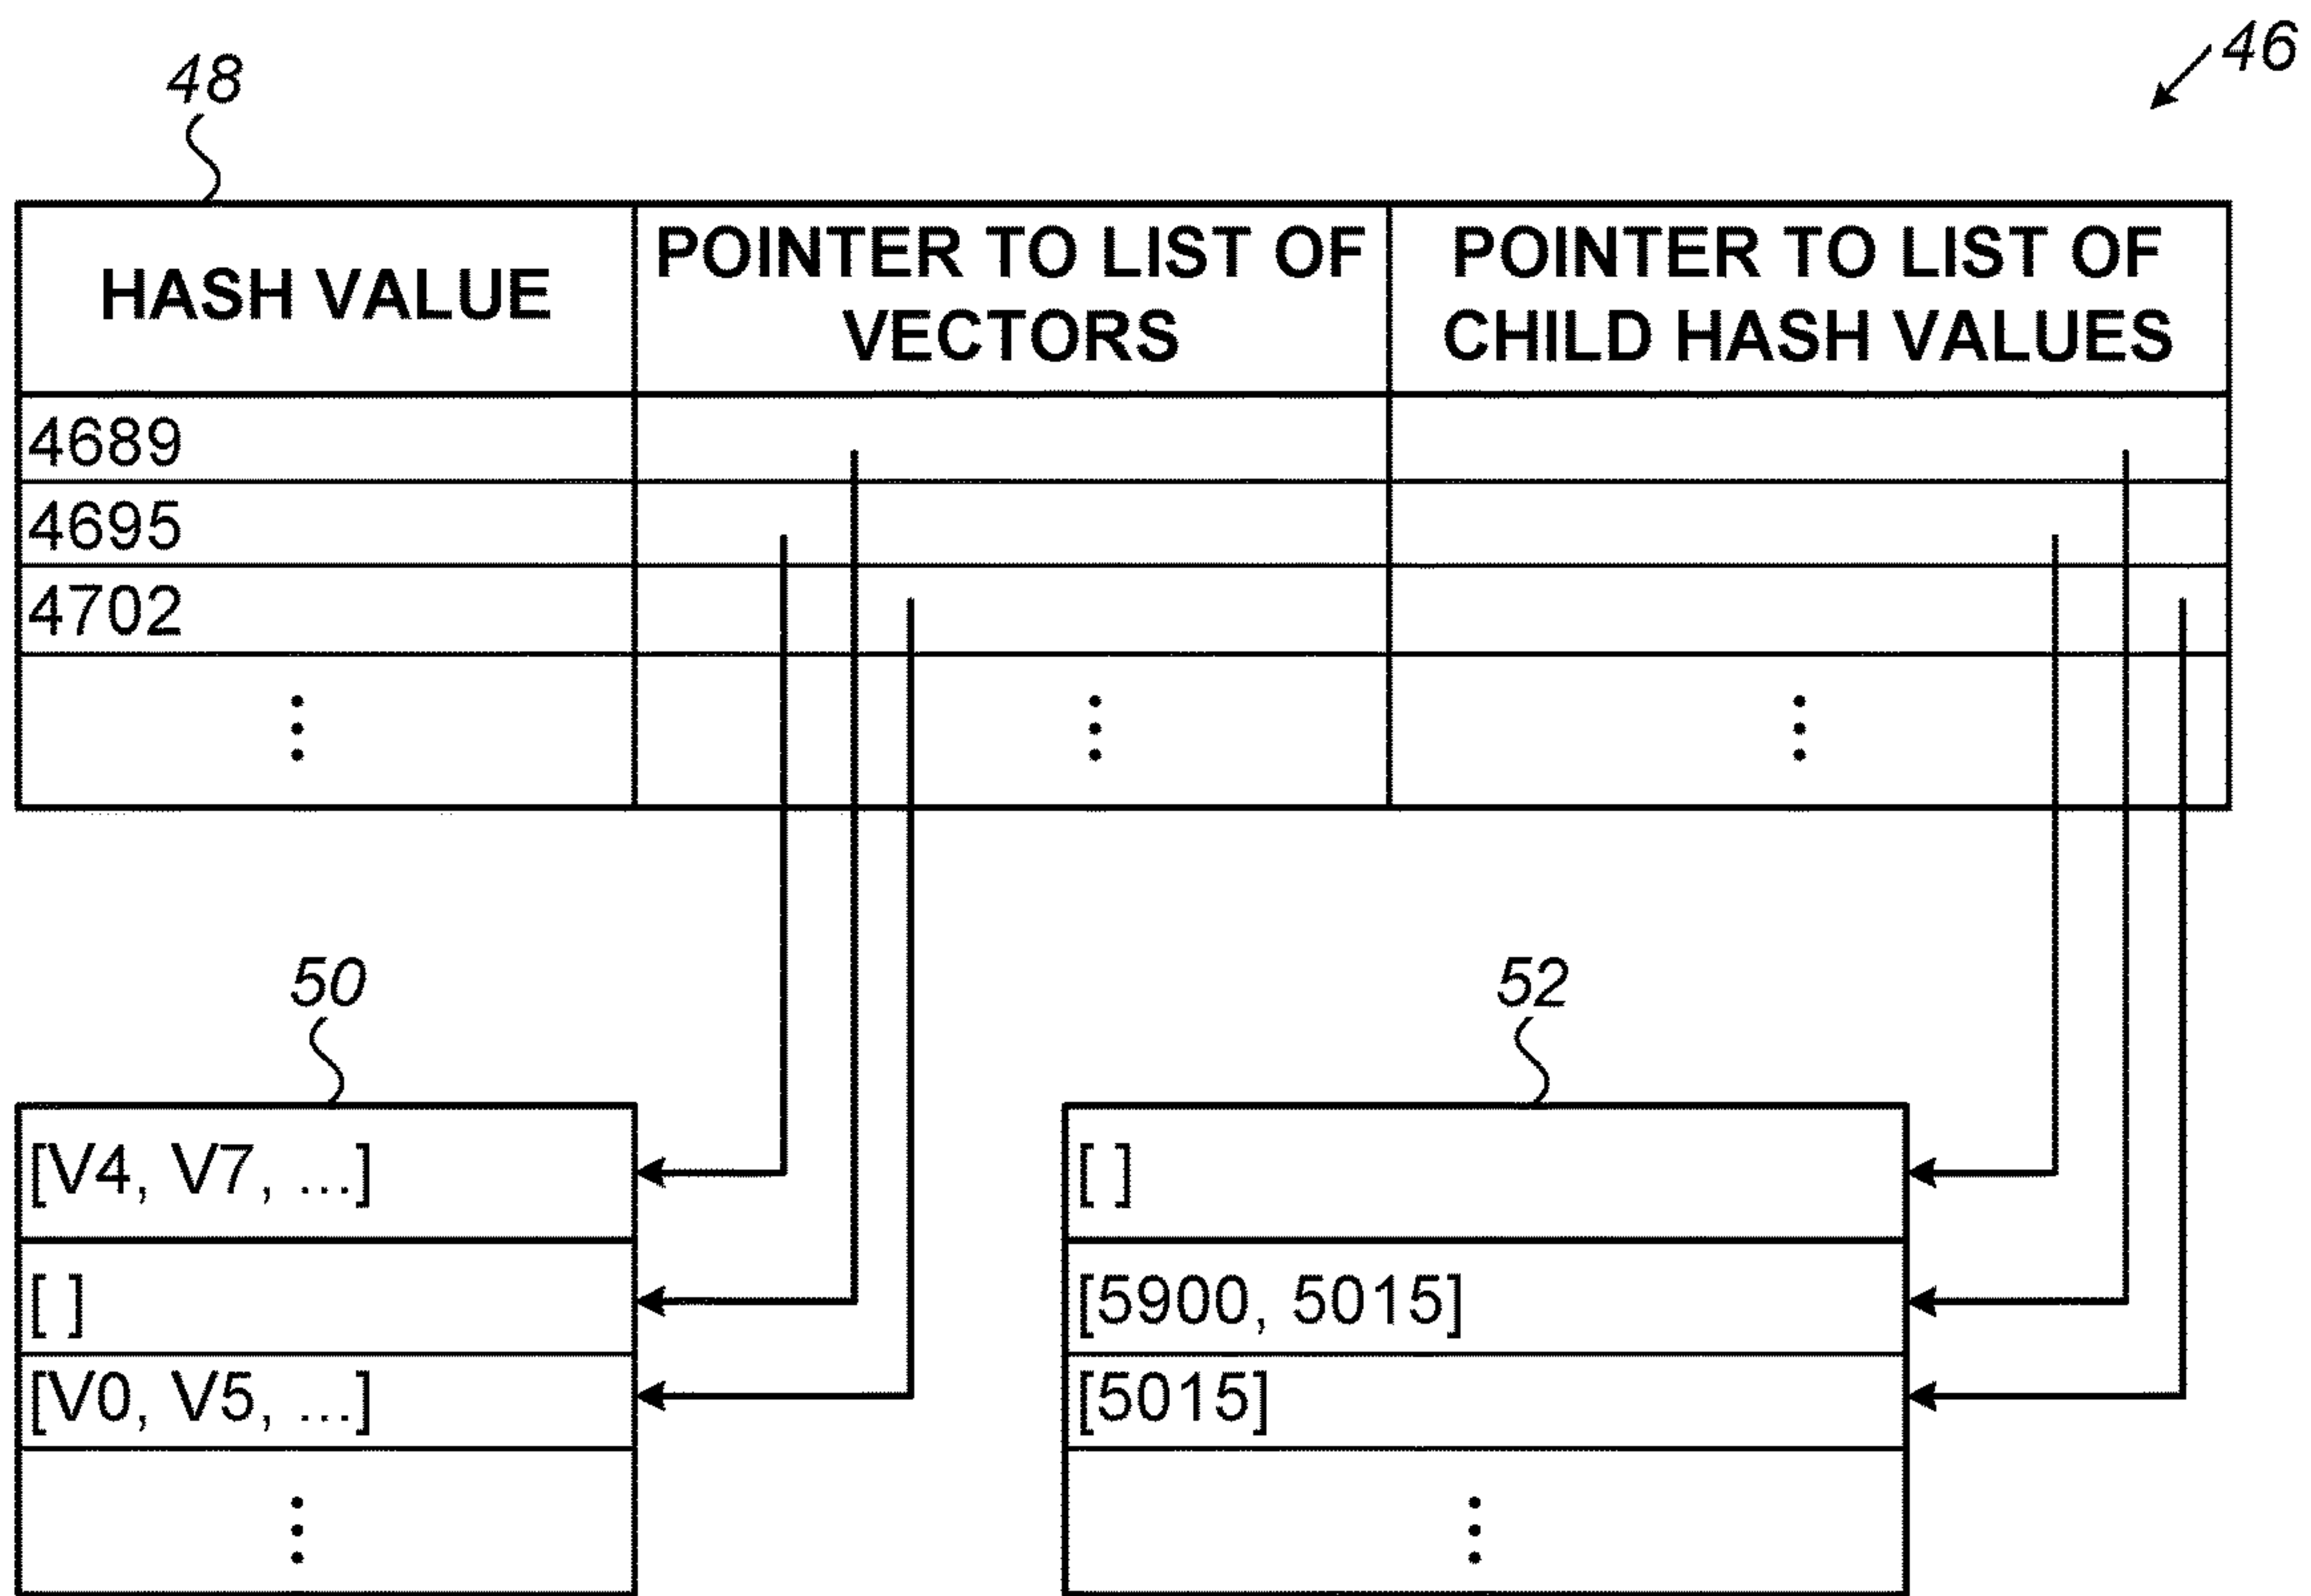 46
48
HASH VALUE
POINTER TO LIST OF
VECTORS
POINTER TO LIST OF
CHILD HASH VALUES
4689
4695
4702
50
52
[V4, V7, ...]
[ ]
[V0, V5, ...]
[ ]
[5900, 5015]
[5015]